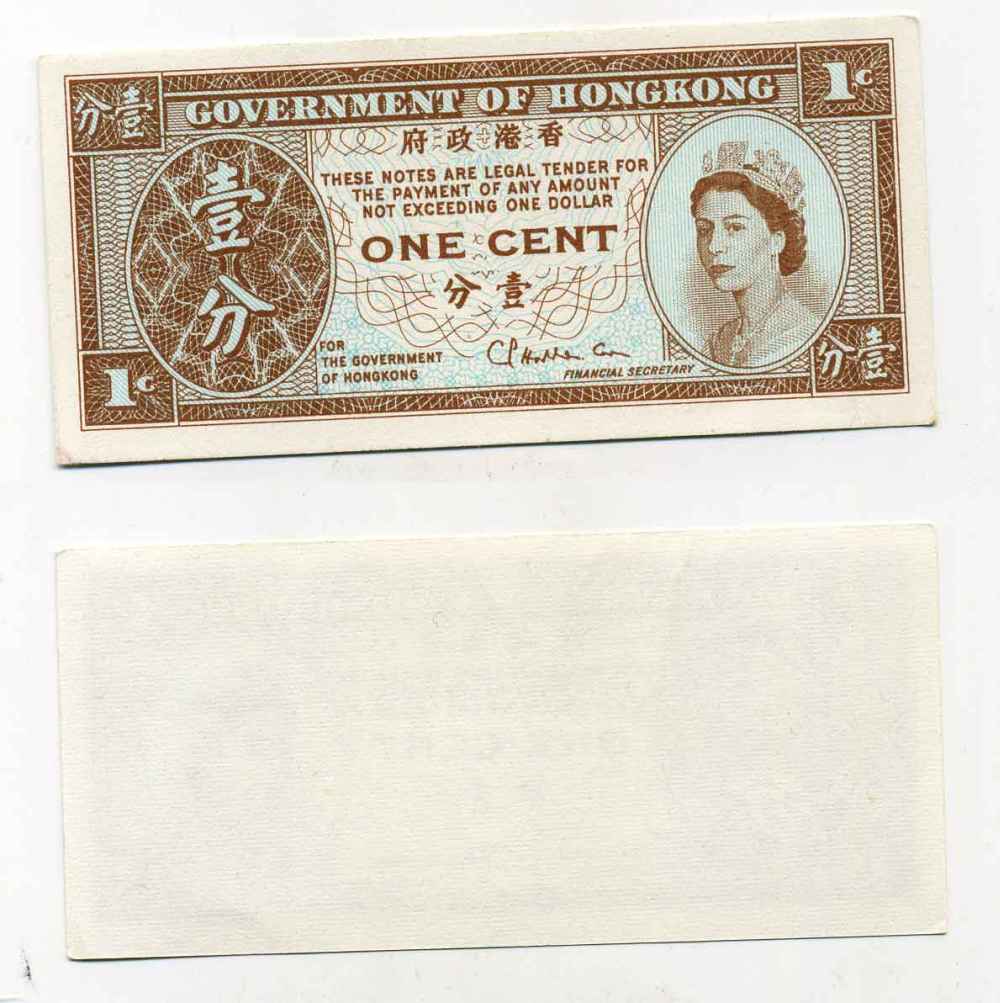 壹分
GOVERNMENT OF HONGKONG
1C
香港政府
THESE NOTES ARE LEGAL TENDER FOR
THE PAYMENT OF ANY AMOUNT
NOT EXCEEDING ONE DOLLAR
ONE CENT
壹分
壹分
FOR
THE GOVERNMENT
OF HONGKONG
FINANCIAL SECRETARY
1C
壹分